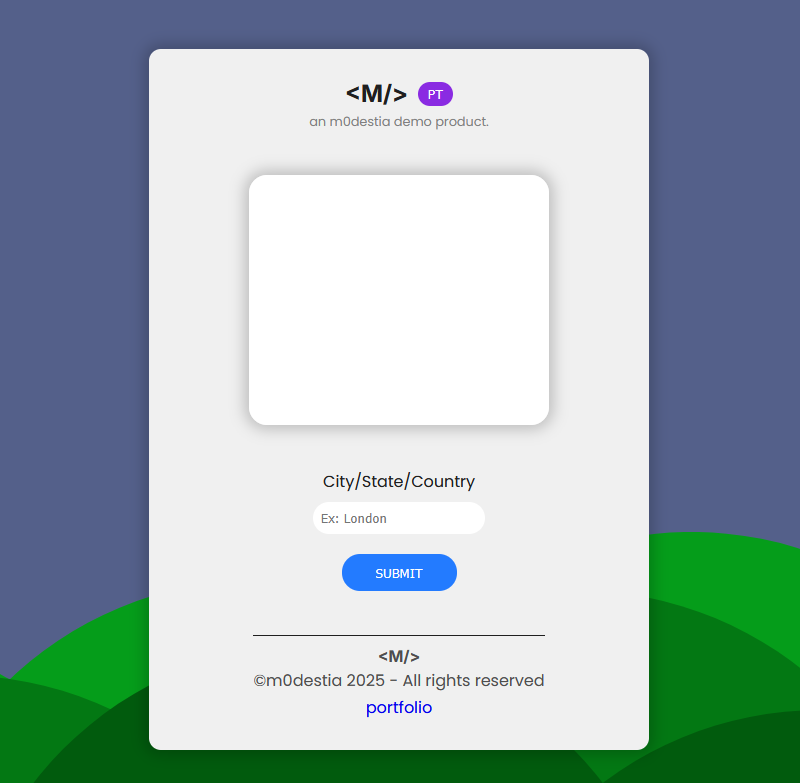 <M/> PT
an m0destia demo product.
City/State/Country
Ex: London
SUBMIT
<M/>
©m0destia 2025 - All rights reserved
portfolio